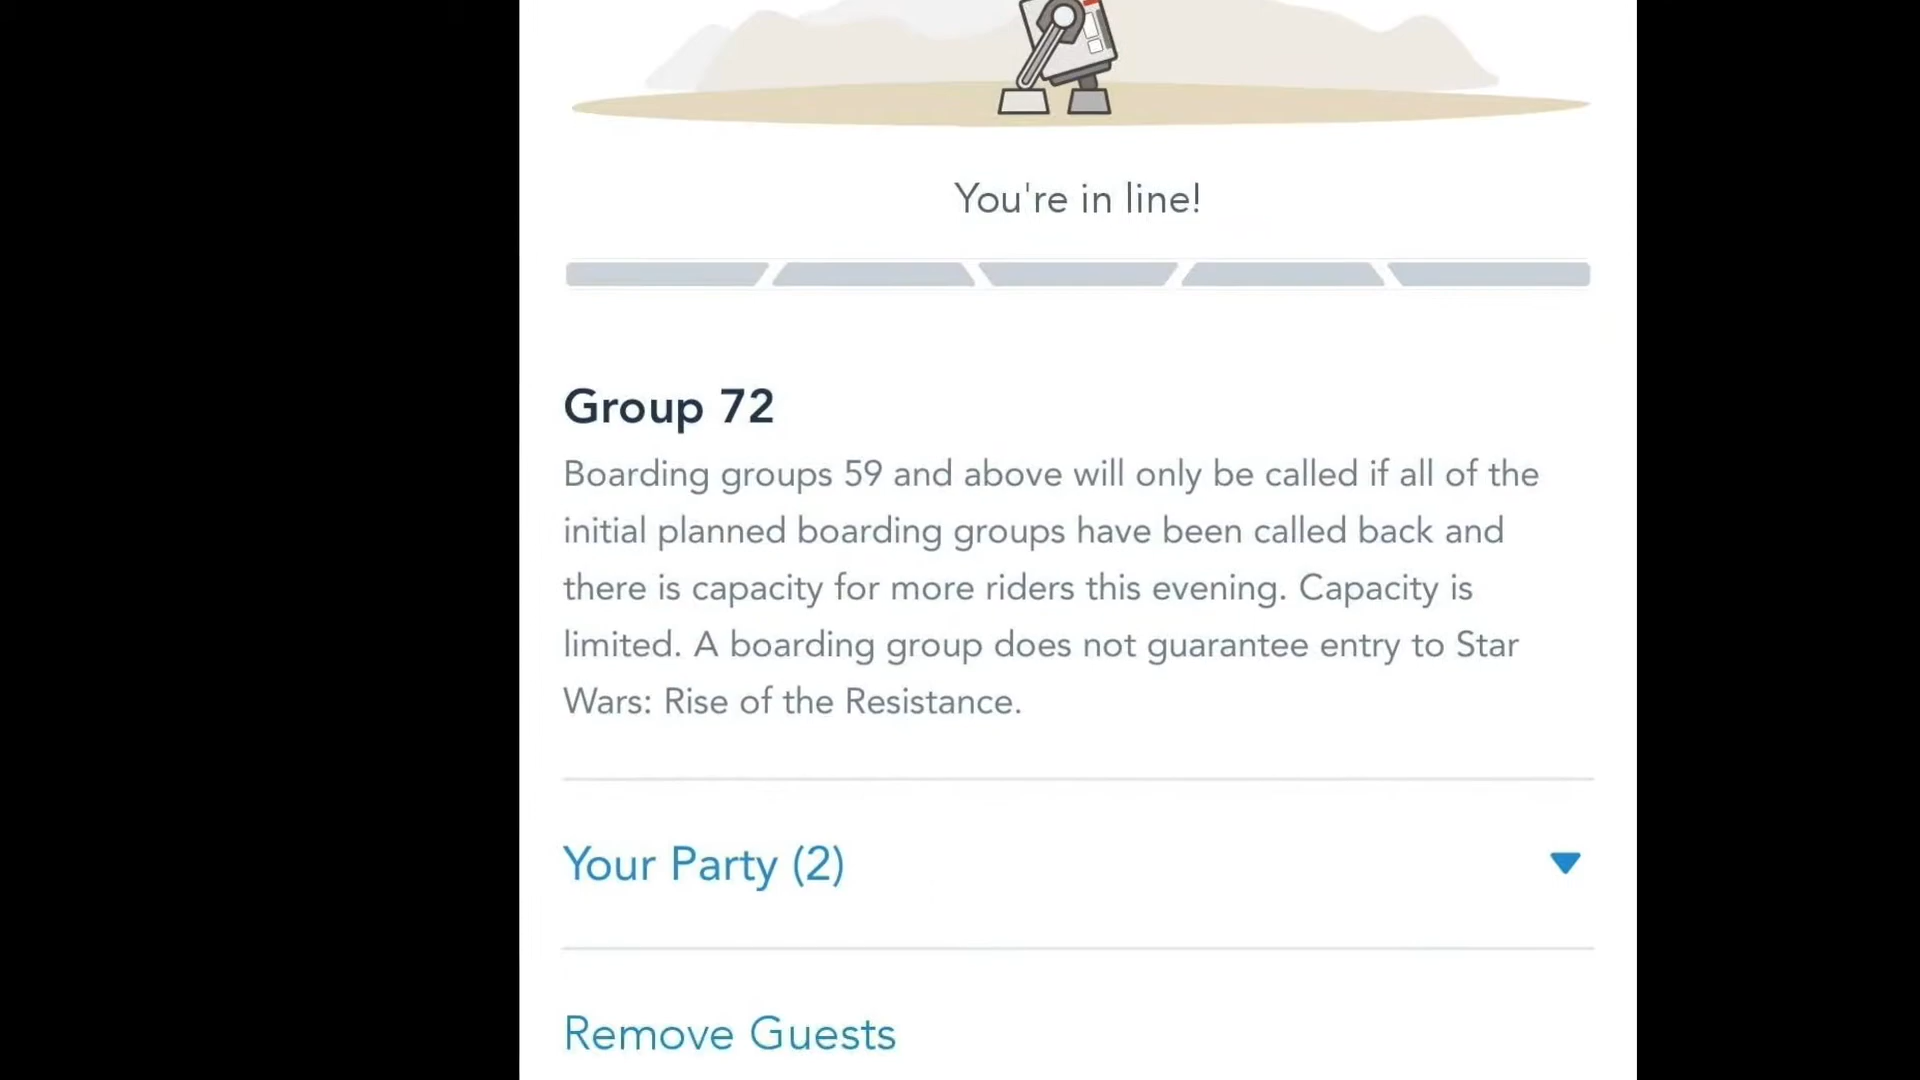 You're in line!
Group 72
Boarding groups 59 and above will only be called if all of the
initial planned boarding groups have been called back and
there is capacity for more riders this evening. Capacity is
limited. A boarding group does not guarantee entry to Star
Wars: Rise of the Resistance.
Your Party (2)
Remove Guests